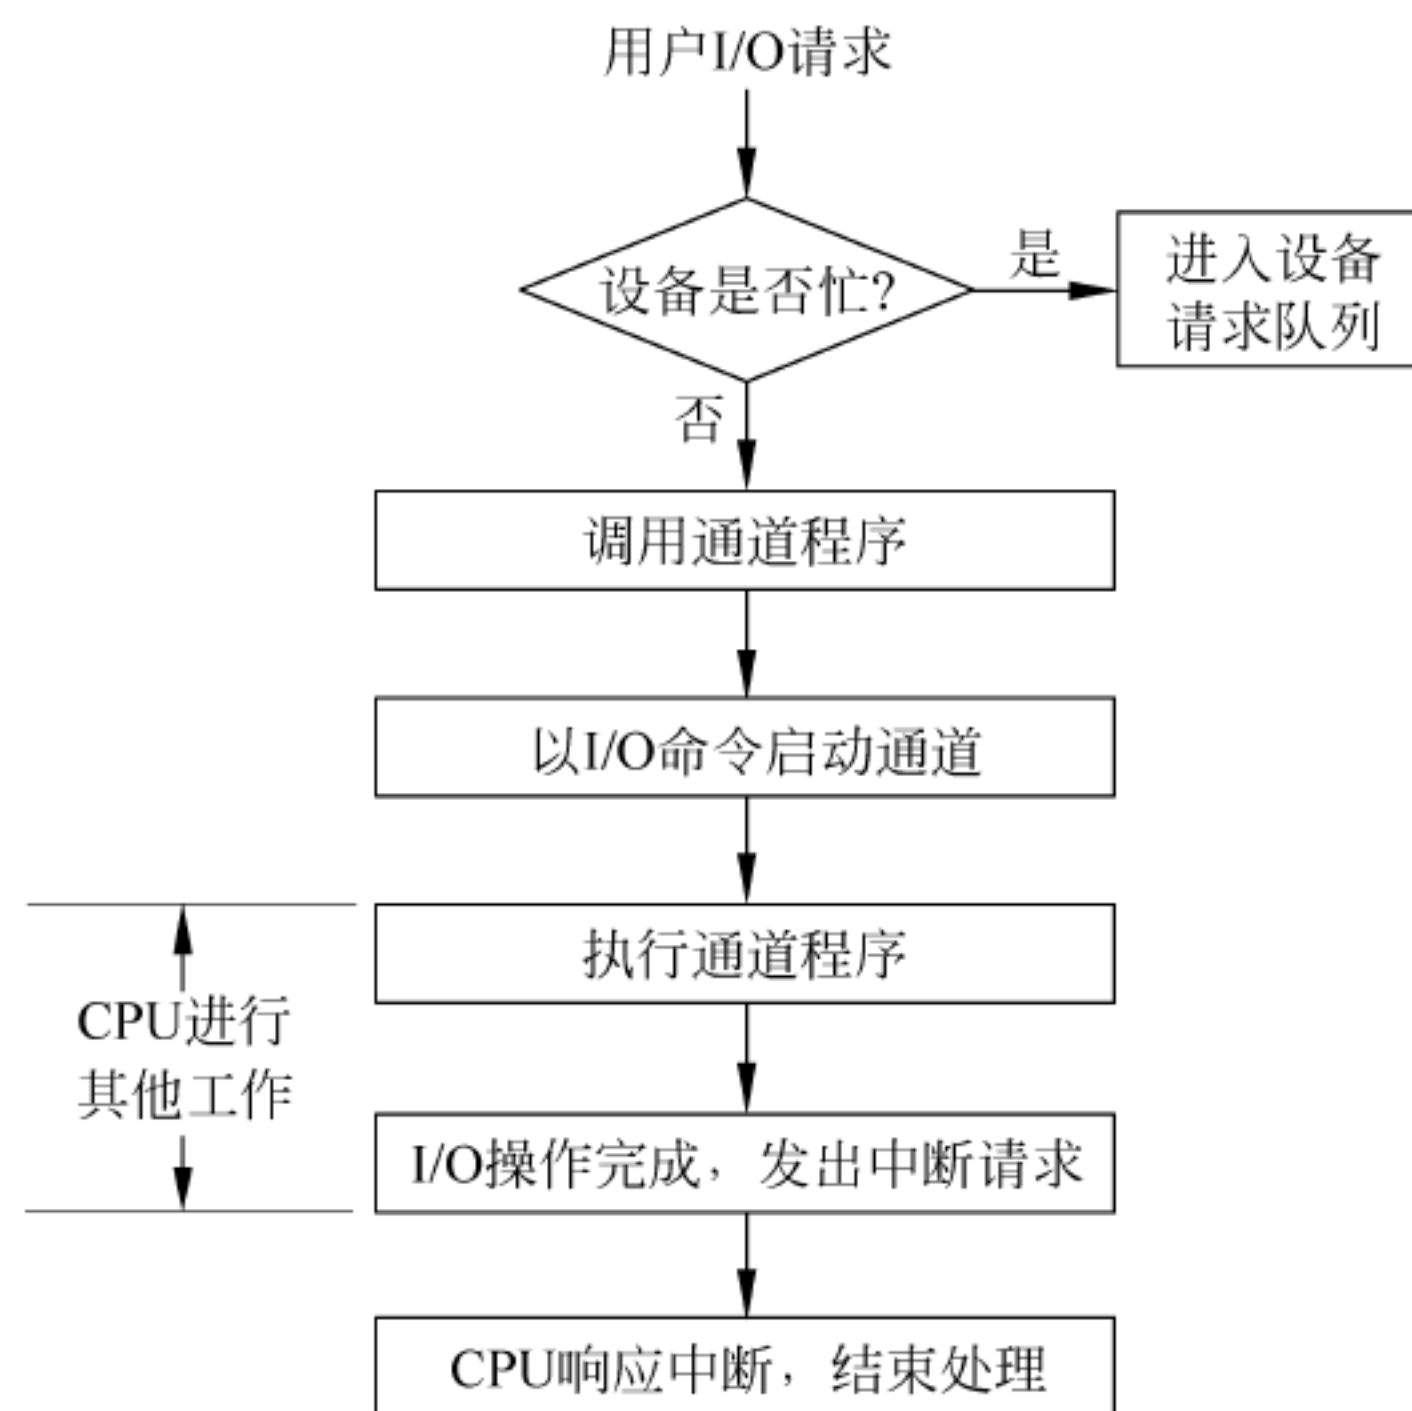 用户I/O请求
设备是否忙?
是
进入设备
请求队列
否
调用通道程序
以I/O命令启动通道
执行通道程序
CPU进行
其他工作
I/O操作完成，发出中断请求
CPU响应中断，结束处理